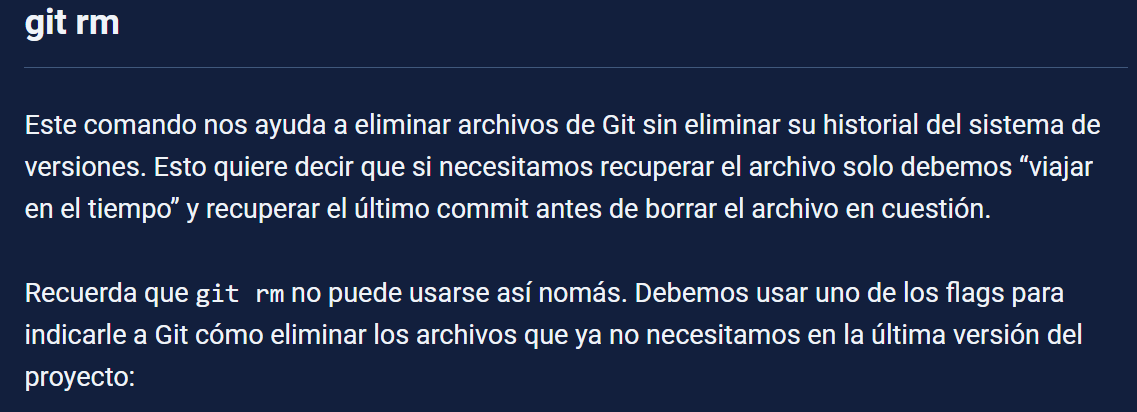 git rm
Este comando nos ayuda a eliminar archivos de Git sin eliminar su historial del sistema de
versiones. Esto quiere decir que si necesitamos recuperar el archivo solo debemos “viajar
en el tiempo” y recuperar el último commit antes de borrar el archivo en cuestión.
Recuerda que git rm no puede usarse así nomás. Debemos usar uno de los flags para
indicarle a Git cómo eliminar los archivos que ya no necesitamos en la última versión del
proyecto: